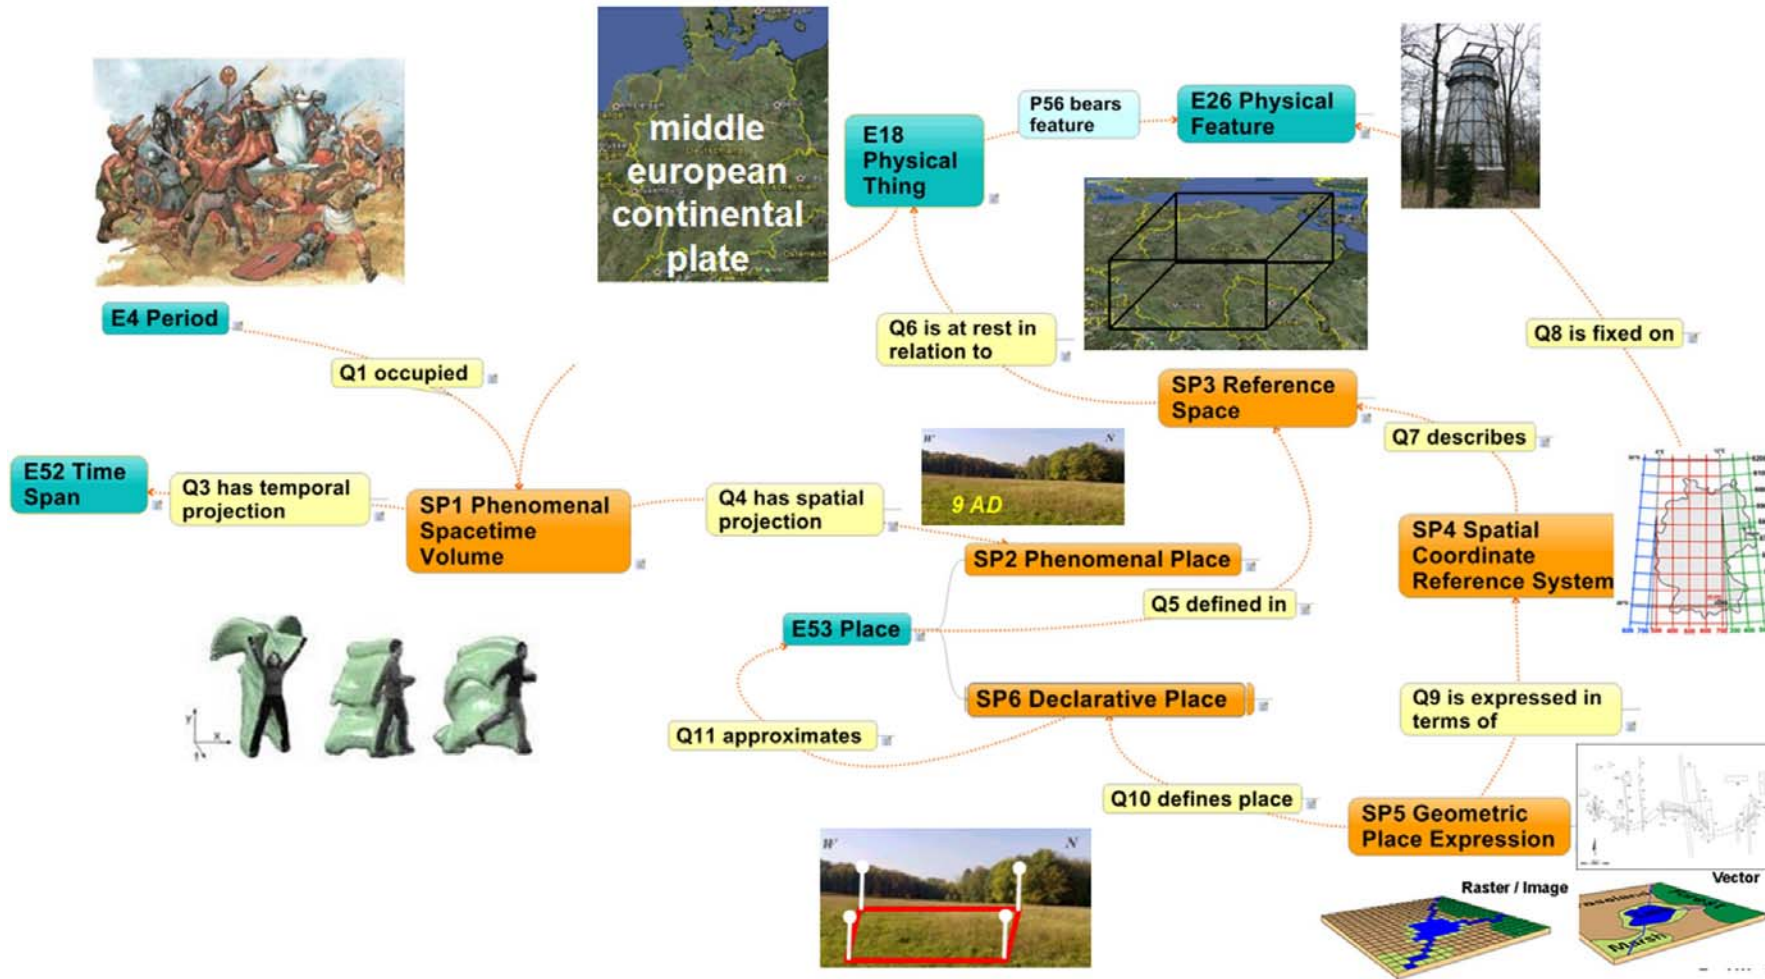 middle
european
continental
plate
E18
Physical
Thing
P56 bears
feature
E26 Physical
Feature
E4 Period
Q1 occupied
Q6 is at rest in
relation to
Q8 is fixed on
SP3 Reference
Space
Q7 describes
W N
9 AD
E52 Time
Span
Q3 has temporal
projection
SP1 Phenomenal
Spacetime
Volume
Q4 has spatial
projection
SP2 Phenomenal Place
SP4 Spatial
Coordinate
Reference System
Q5 defined in
E53 Place
SP6 Declarative Place
Q9 is expressed in
terms of
Q11 approximates
Y
X
Q10 defines place
SP5 Geometric
Place Expression
W N
Raster / Image
Vector
Marsh